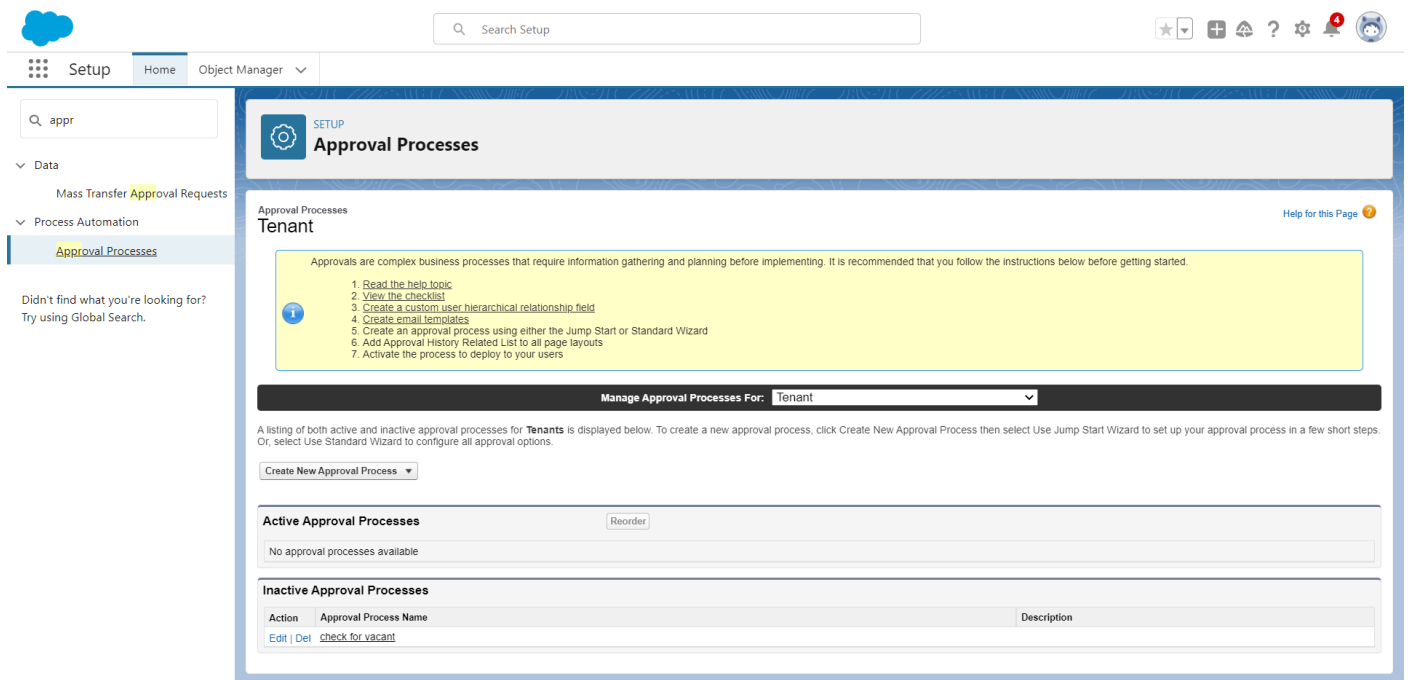 Search Setup
4
Setup
Home
Object Manager
appr
Data
Mass Transfer Approval Requests
Process Automation
Approval Processes
Didn't find what you're looking for?
Try using Global Search.
SETUP
Approval Processes
Approval Processes
Tenant
Help for this Page
Approvals are complex business processes that require information gathering and planning before implementing. It is recommended that you follow the instructions below before getting started.
1. Read the help topic
2. View the checklist
3. Create a custom user hierarchical relationship field
4. Create email templates
5. Create an approval process using either the Jump Start or Standard Wizard
6. Add Approval History Related List to all page layouts
7. Activate the process to deploy to your users
Manage Approval Processes For: Tenant
A listing of both active and inactive approval processes for Tenants is displayed below. To create a new approval process, click Create New Approval Process then select Use Jump Start Wizard to set up your approval process in a few short steps.
Or, select Use Standard Wizard to configure all approval options.
Create New Approval Process
Active Approval Processes Reorder
No approval processes available
Inactive Approval Processes
Action Approval Process Name Description
Edit | Del check for vacant